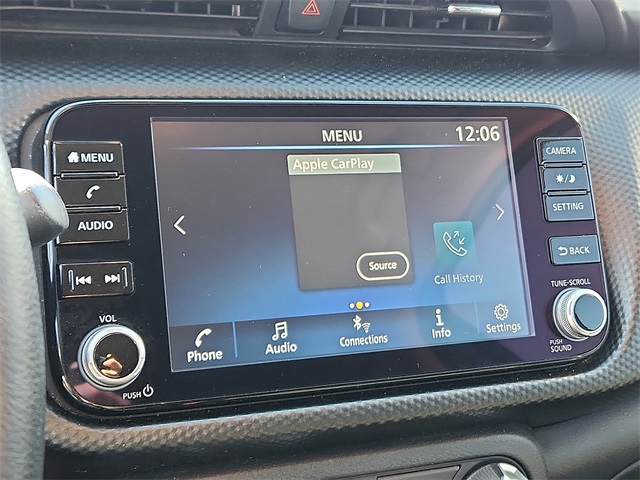 MENU
AUDIO
VOL
PUSH
MENU
12:06
Apple CarPlay
Source
Call History
Phone
Audio
Connections
Info
Settings
CAMERA
SETTING
BACK
TUNE-SCROLL
PUSH
SOUND